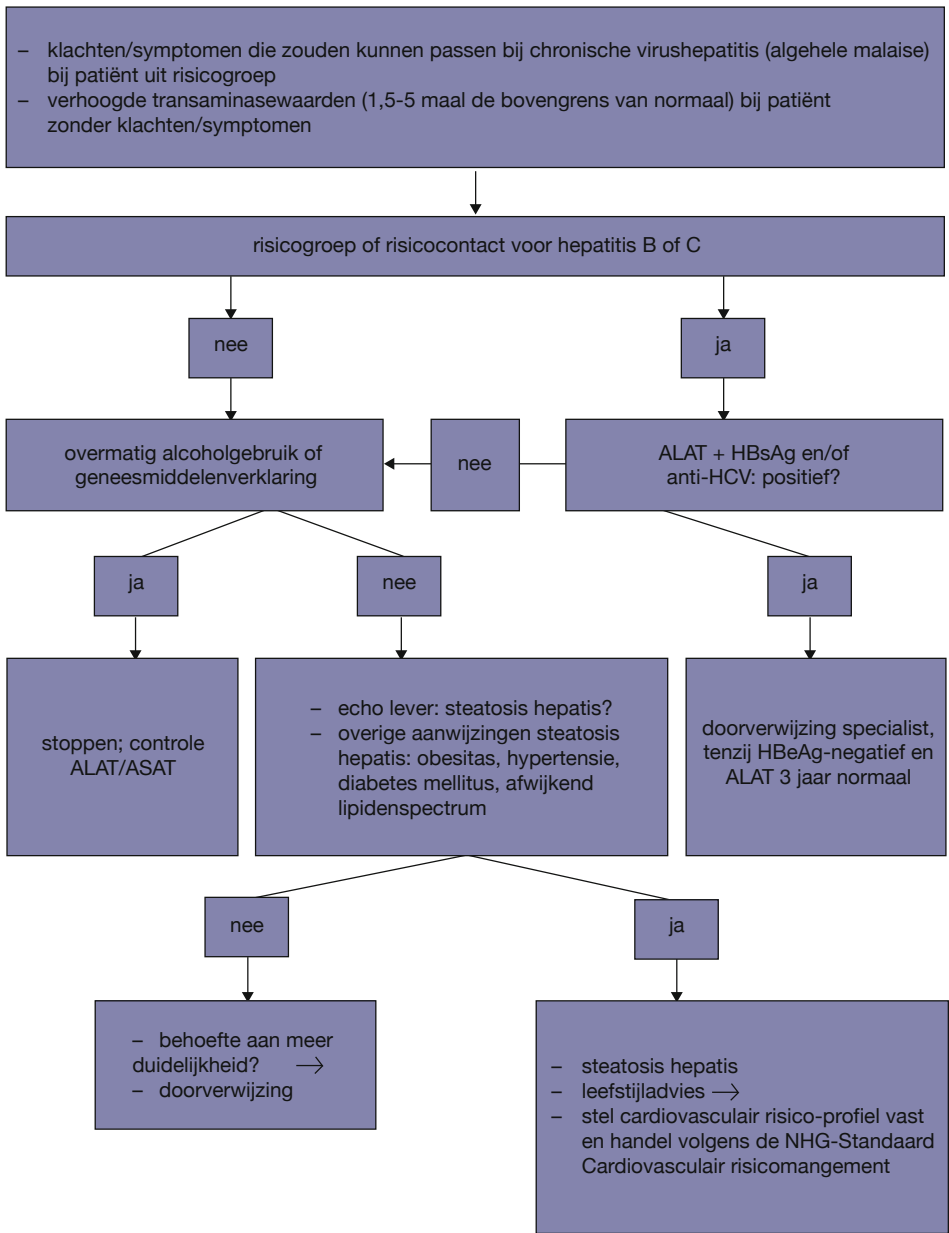 – klachten/symptomen die zouden kunnen passen bij chronische virushepatitis (algehele malaise)
bij patiënt uit risicogroep
– verhoogde transaminasewaarden (1,5-5 maal de bovengrens van normaal) bij patiënt
zonder klachten/symptomen
risicogroep of risicocontact voor hepatitis B of C
nee
ja
overmatig alcoholgebruik of
geneesmiddelenverklaring
nee
ALAT + HBsAg en/of
anti-HCV: positief?
ja
nee
ja
stoppen; controle
ALAT/ASAT
– echo lever: steatosis hepatis?
– overige aanwijzingen steatosis
hepatis: obesitas, hypertensie,
diabetes mellitus, afwijkend
lipidenspectrum
doorverwijzing specialist,
tenzij HBeAg-negatief en
ALAT 3 jaar normaal
nee
ja
– behoefte aan meer
duidelijkheid? →
– doorverwijzing
– steatosis hepatis
– leefstijladvies →
– stel cardiovasculair risico-profiel vast
en handel volgens de NHG-Standaard
Cardiovasculair risicomangement